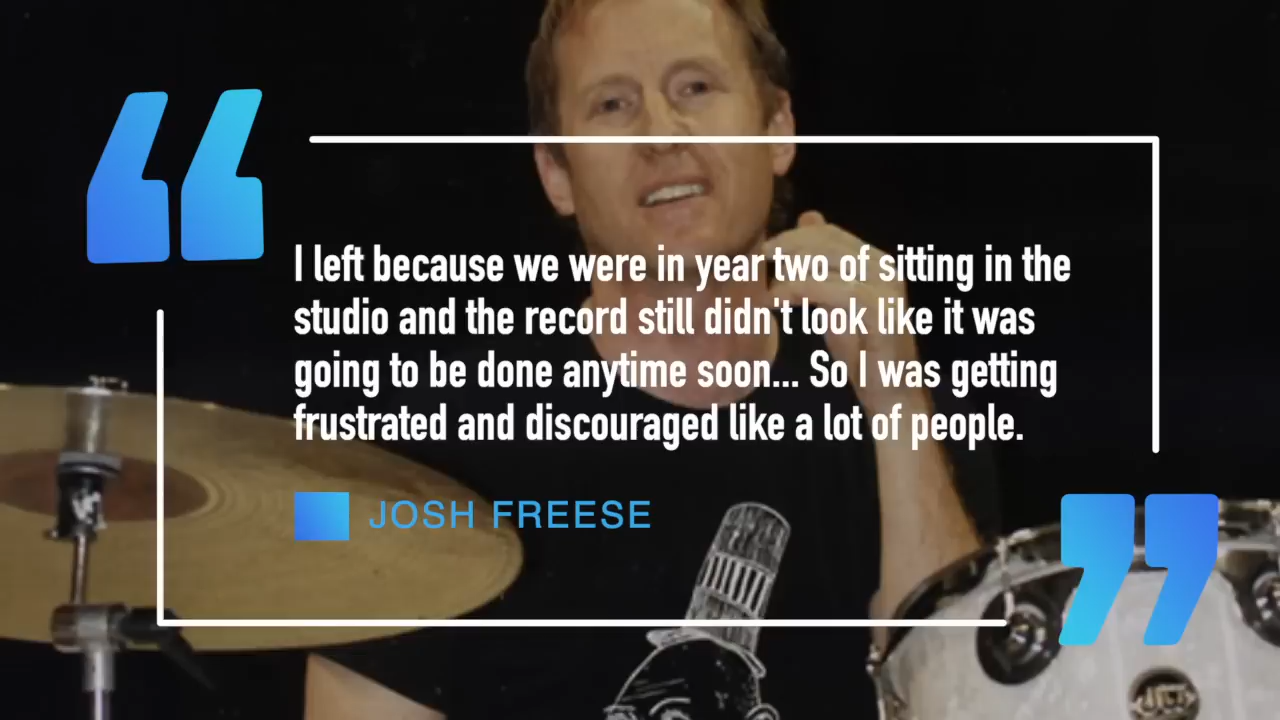 I left because we were in year two of sitting in the
studio and the record still didn't look like it was
going to be done anytime soon... So I was getting
frustrated and discouraged like a lot of people.
JOSH FREESE